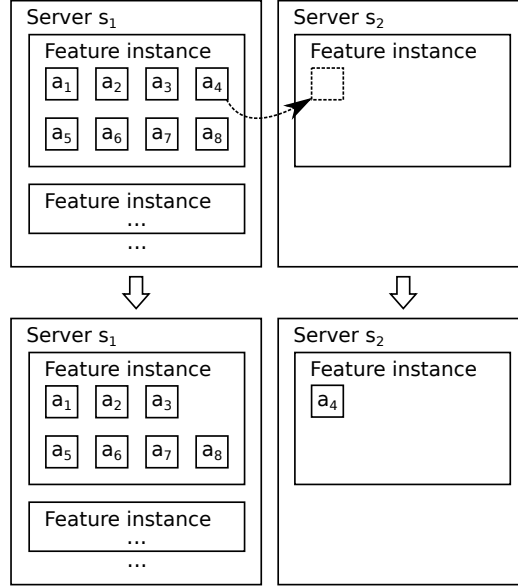 Server s₁
Feature instance
a₁ a₂ a₃ a₄
a₅ a₆ a₇ a₈
Feature instance
...
...
Server s₂
Feature instance
Server s₁
Feature instance
a₁ a₂ a₃
a₅ a₆ a₇ a₈
Feature instance
...
...
Server s₂
Feature instance
a₄